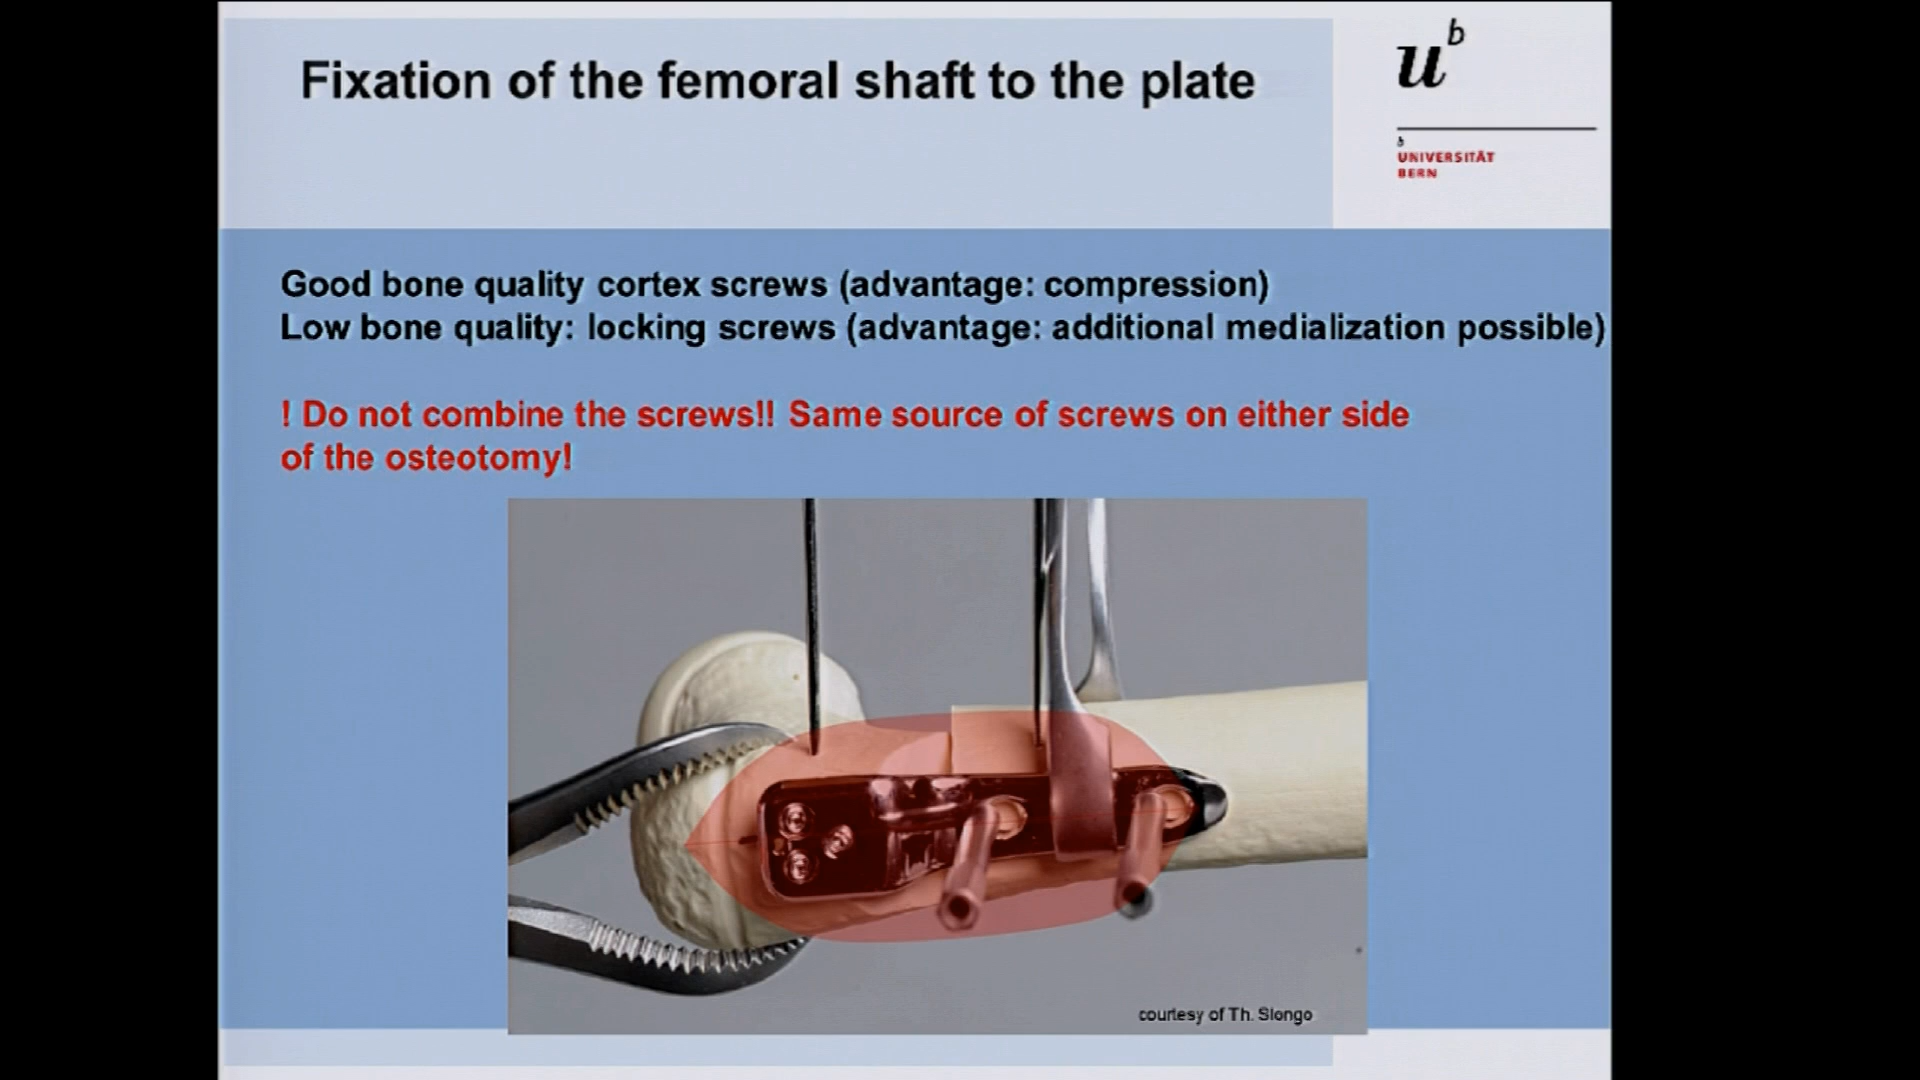 Fixation of the femoral shaft to the plate
u^b
b
UNIVERSITÄT
BERN
Good bone quality cortex screws (advantage: compression)
Low bone quality: locking screws (advantage: additional medialization possible)
! Do not combine the screws!! Same source of screws on either side
of the osteotomy!
courtesy of Th. Slongo